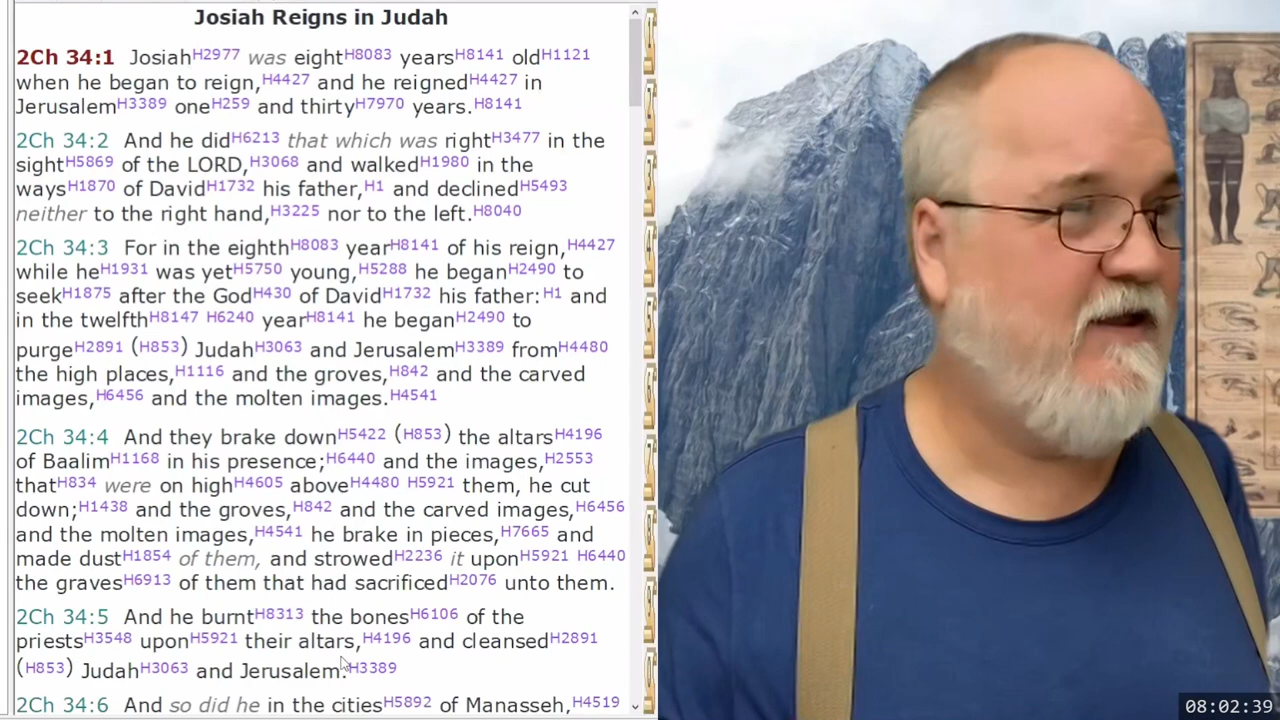 Josiah Reigns in Judah
2Ch 34:1 JosiahH2977 was eightH8083 yearsH8141 oldH1121
when he began to reign,H4427 and he reignedH4427 in
JerusalemH3389 oneH259 and thirtyH7970 years.H8141
2Ch 34:2 And he didH6213 that which was rightH3477 in the
sightH5869 of the LORD,H3068 and walkedH1980 in the
waysH1870 of DavidH1732 his father,H1 and declinedH5493
neither to the right hand,H3225 nor to the left.H8040
2Ch 34:3 For in the eighthH8083 yearH8141 of his reign,H4427
while heH1931 was yetH5750 young,H5288 he beganH2490 to
seekH1875 after the GodH430 of DavidH1732 his father:H1 and
in the twelfthH8147 H6240 yearH8141 he beganH2490 to
purgeH2891 (H853) JudahH3063 and JerusalemH3389 fromH4480
the high places,H1116 and the groves,H842 and the carved
images,H6456 and the molten images.H4541
2Ch 34:4 And they brake downH5422 (H853) the altarsH4196
of BaalimH1168 in his presence;H6440 and the images,H2553
thatH834 were on highH4605 aboveH4480 H5921 them, he cut
down;H1438 and the groves,H842 and the carved images,H6456
and the molten images,H4541 he brake in pieces,H7665 and
made dustH1854 of them, and strowedH2236 it uponH5921 H6440
the gravesH6913 of them that had sacrificedH2076 unto them.
2Ch 34:5 And he burntH8313 the bonesH6106 of the
priestsH3548 uponH5921 their altars,H4196 and cleansedH2891
(H853) JudahH3063 and Jerusalem.H3389
2Ch 34:6 And so did he in the citiesH5892 of Manasseh,H4519
08:02:39